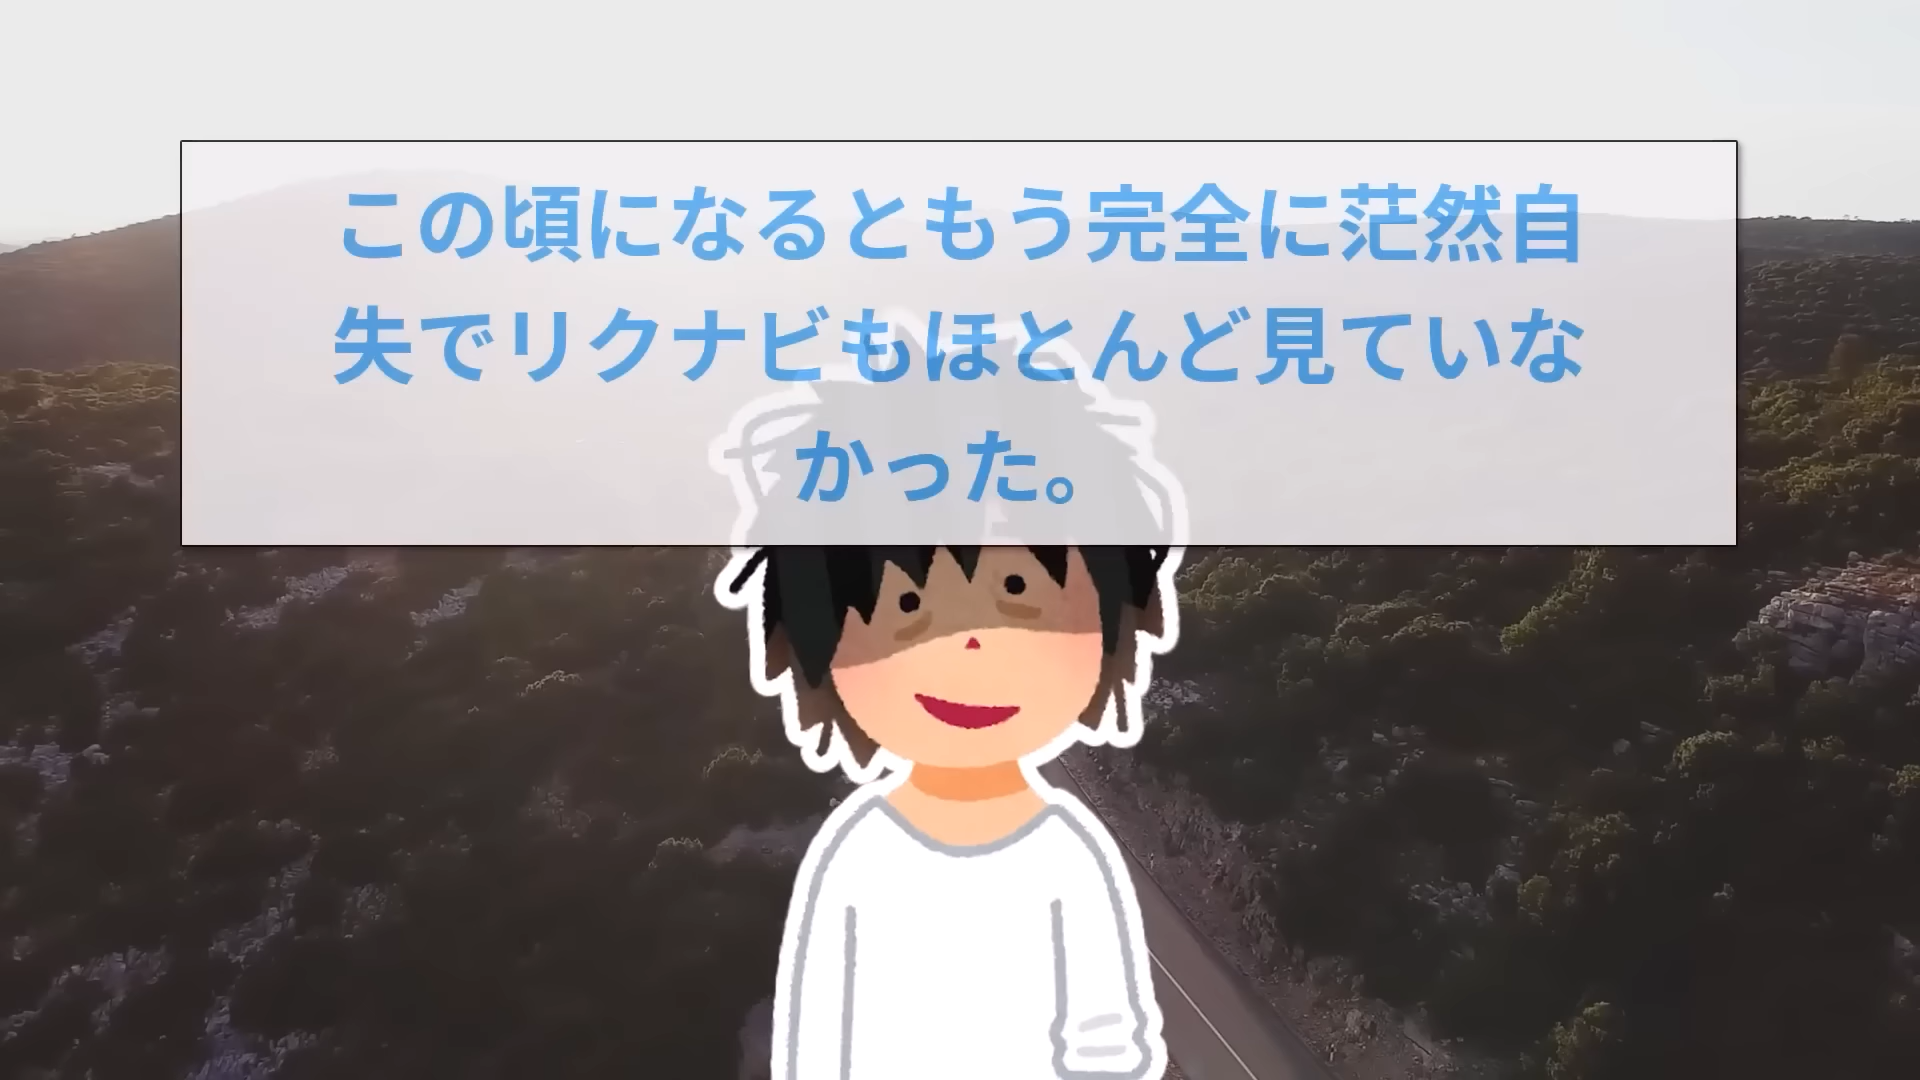 この頃になるともう完全に茫然自
失でリクナビもほとんど見ていな
かった。